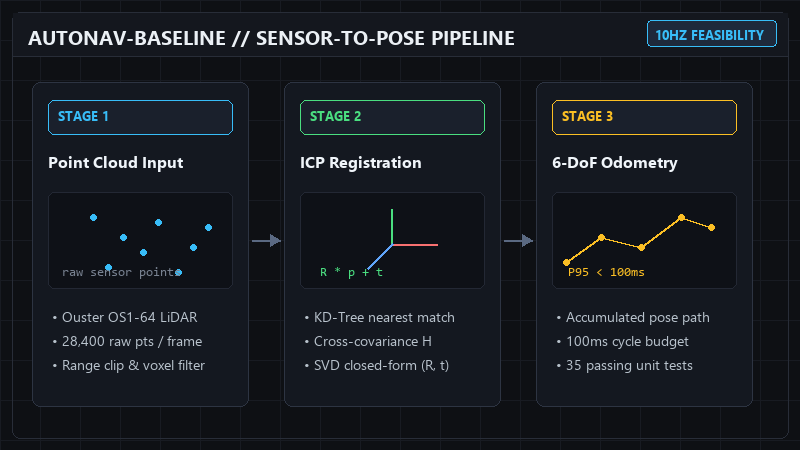 AUTONAV-BASELINE // SENSOR-TO-POSE PIPELINE
10HZ FEASIBILITY
STAGE 1
Point Cloud Input
raw sensor points
• Ouster OS1-64 LiDAR
• 28,400 raw pts / frame
• Range clip & voxel filter
STAGE 2
ICP Registration
R * p + t
• KD-Tree nearest match
• Cross-covariance H
• SVD closed-form (R, t)
STAGE 3
6-DoF Odometry
P95 < 100ms
• Accumulated pose path
• 100ms cycle budget
• 35 passing unit tests